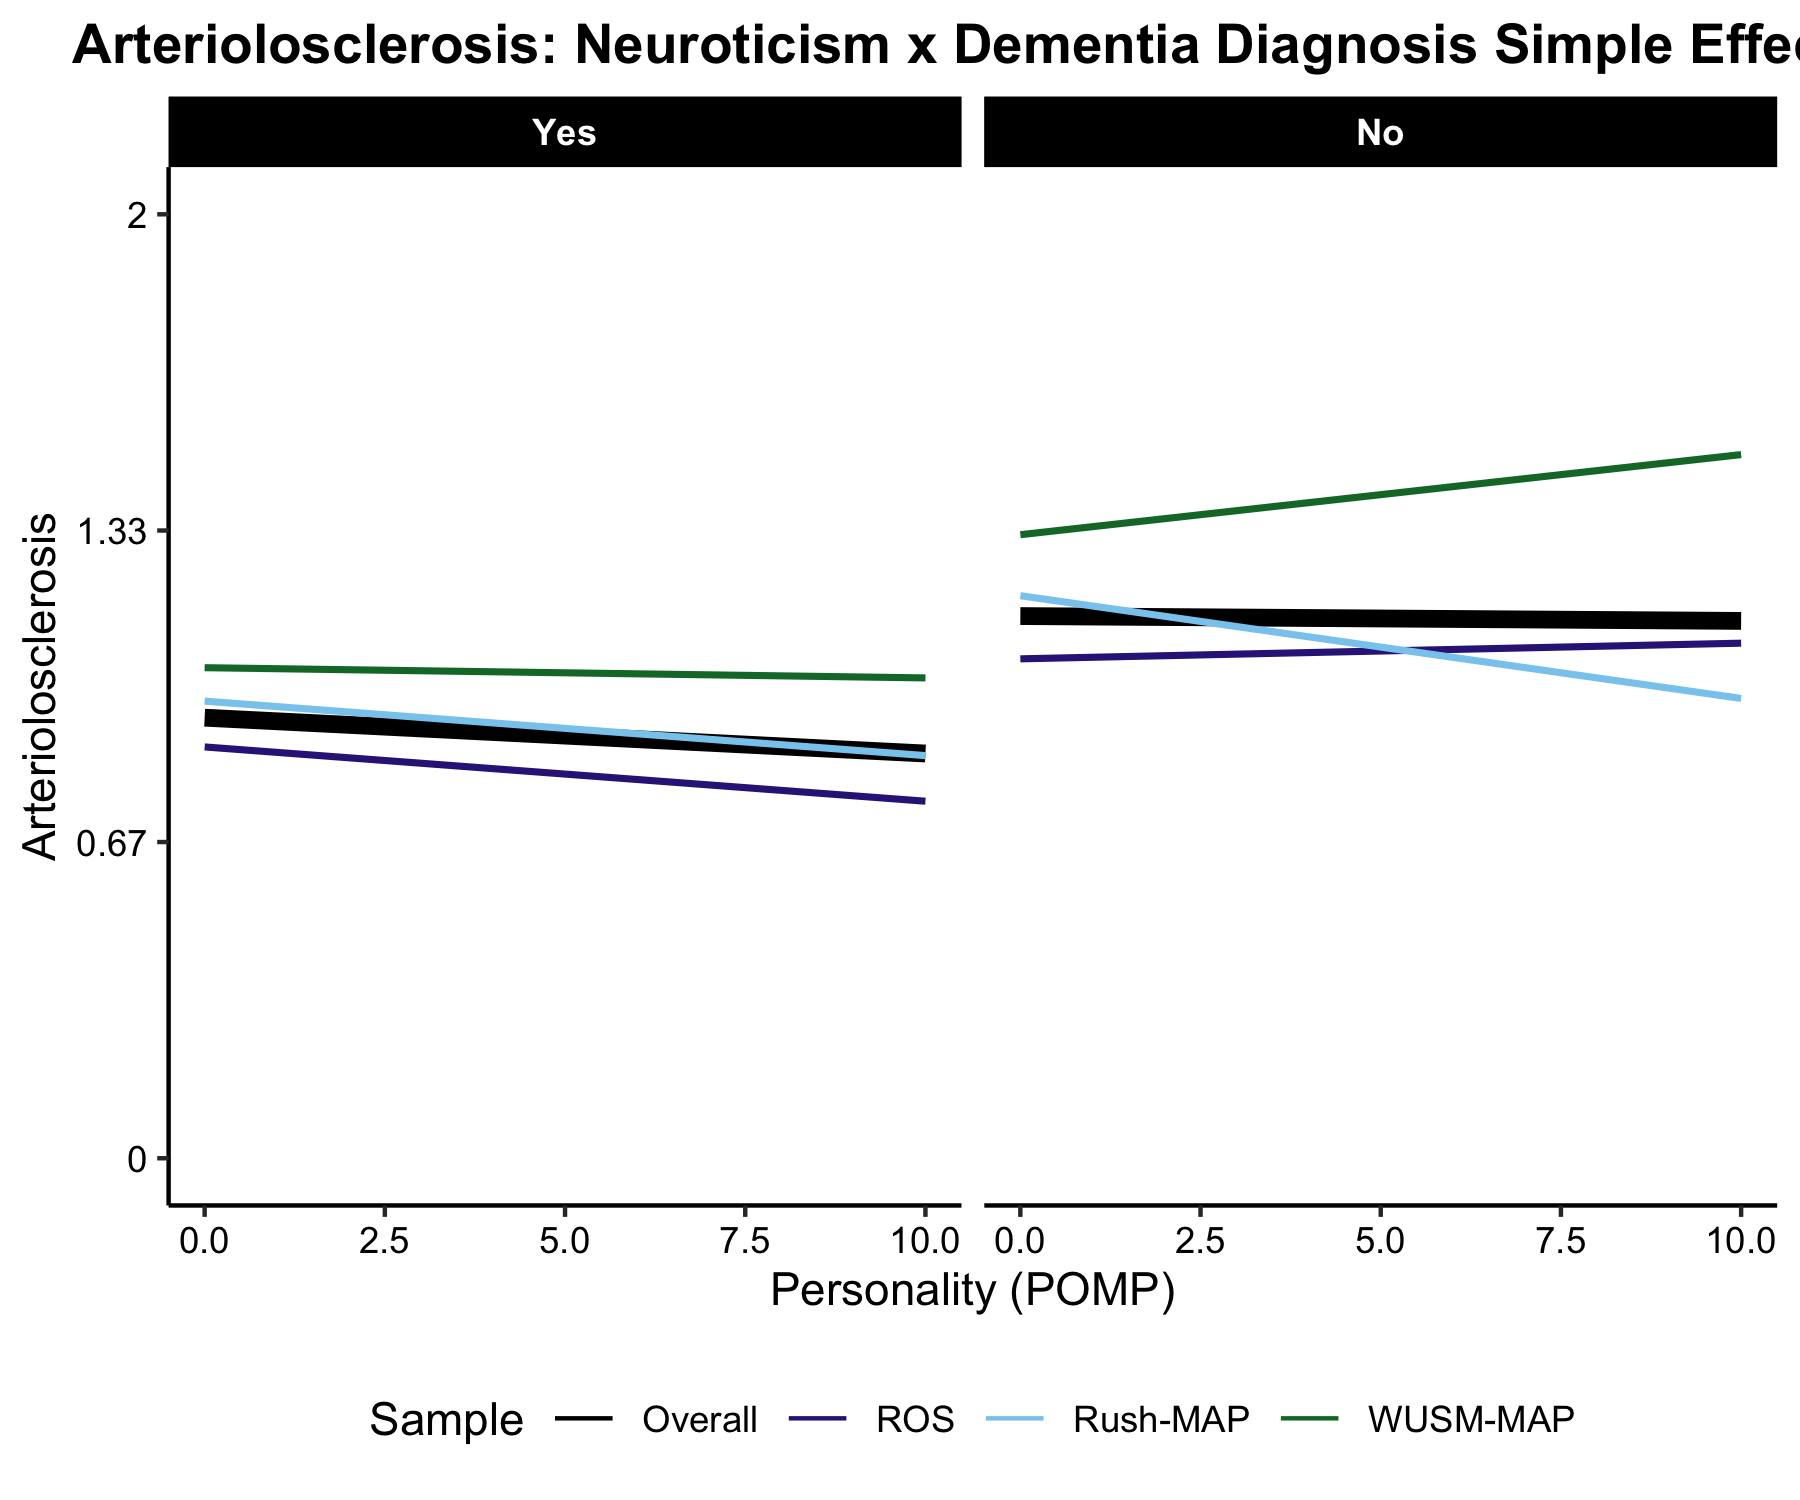 Arteriolosclerosis: Neuroticism x Dementia Diagnosis Simple
Yes No
2
1.33
0.67
0
Arteriolosclerosis
0.0 2.5 5.0 7.5 10.0 0.0 2.5 5.0 7.5 10.0
Personality (POMP)
Sample Overall ROS Rush-MAP WUSM-MAP